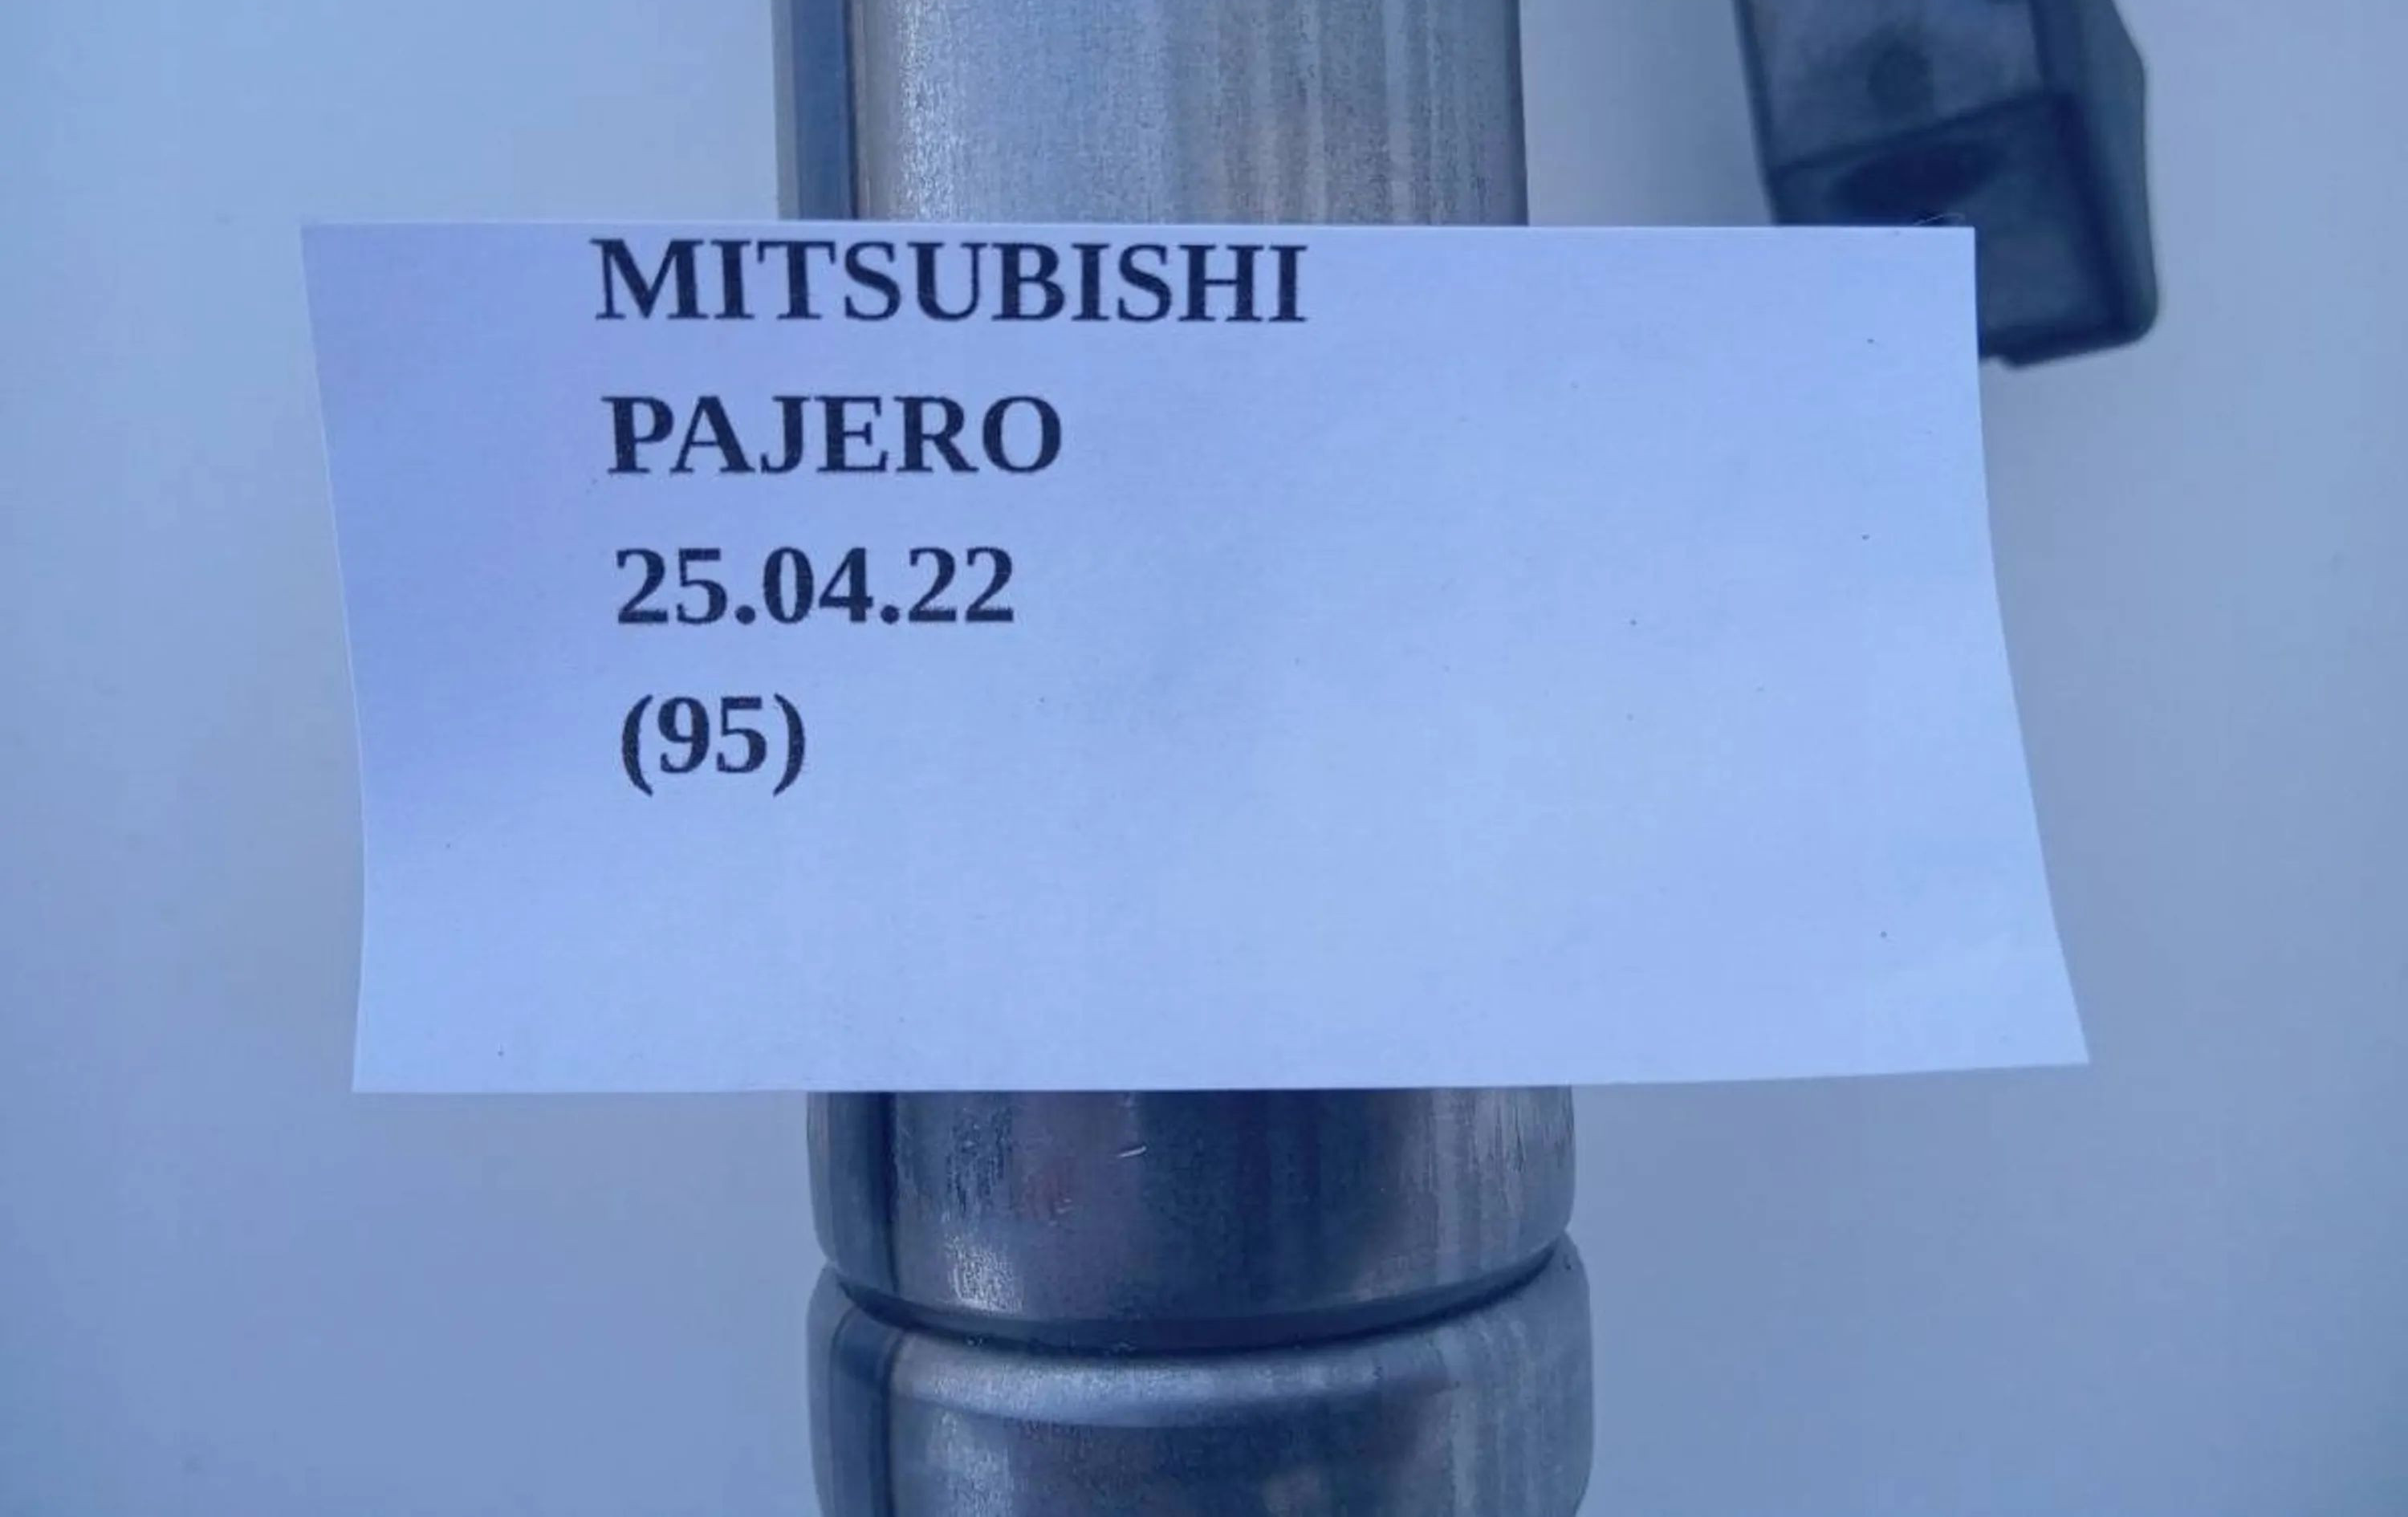 MITSUBISHI
PAJERO
25.04.22
(95)